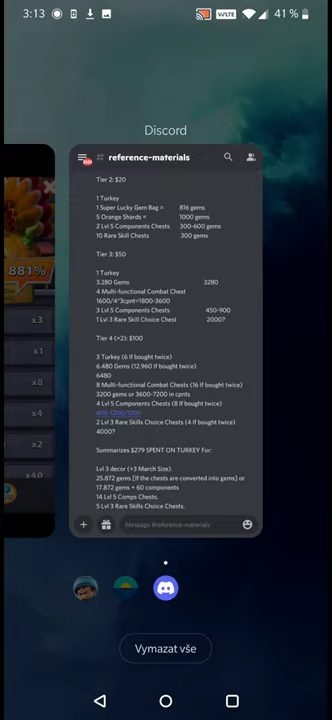 3:13
VoLTE
41 %
Discord
# reference-materials
Tier 2: $20
1 Turkey
1 Super Lucky Gem Bag = 816 gems
5 Orange Shards = 1000 gems
2 Lvl 5 Components Chests 300-600 gems
10 Rare Skill Chests 300 gems
Tier 3: $50
1 Turkey
3.280 Gems 3280
4 Multi-functional Combat Chest
1600/4*3cpnt=1800-3600
3 Lvl 5 Components Chests 450-900
1 Lvl 3 Rare Skill Choice Chest 2000?
Tier 4 (×2): $100
3 Turkey (6 If bought twice)
6.480 Gems (12.960 If bought twice)
6480
8 Multi-functional Combat Chests (16 If bought twice)
3200 gems or 3600-7200 in cpnts
4 Lvl 5 Components Chests (8 If bought twice)
600-1200/1200
2 Lvl 3 Rare Skill Choice Chests (4 If bought twice)
4000?
Summarizes $279 SPENT ON TURKEY For:
Lvl 3 decor (+3 March Size).
25.872 gems [If the chests are converted into gems] or
17.872 gems + 60 components
14 Lvl 5 Comps Chests.
5 Lvl 3 Rare Skills Chests.
Message #reference-materials
881%
x3
x1
x8
x4
x2
x40
Vymazat vše